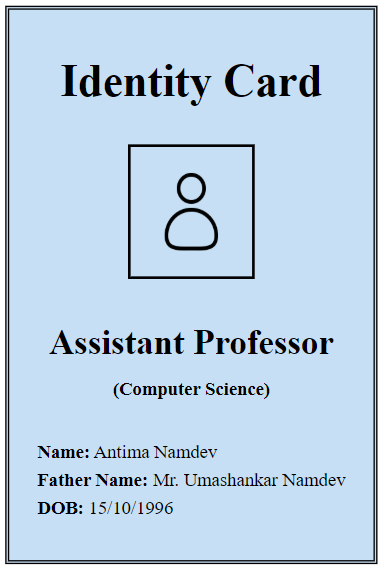 Identity Card
Assistant Professor
(Computer Science)
Name: Antima Namdev
Father Name: Mr. Umashankar Namdev
DOB: 15/10/1996